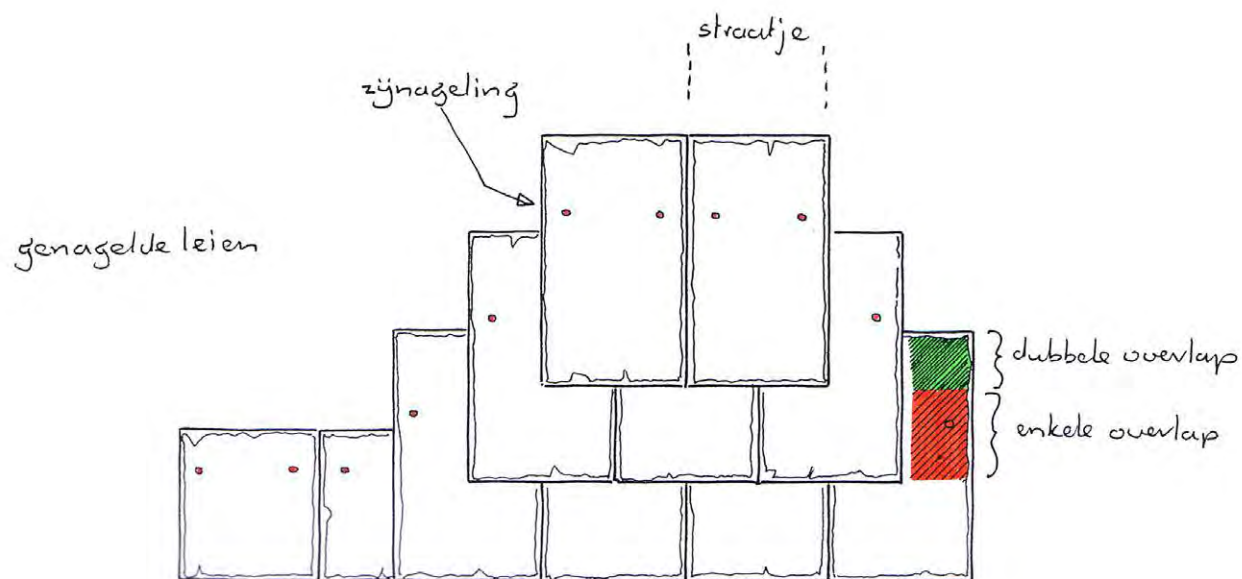 straatje
zijnageling
genagelde leien
dubbele overlap
enkele overlap